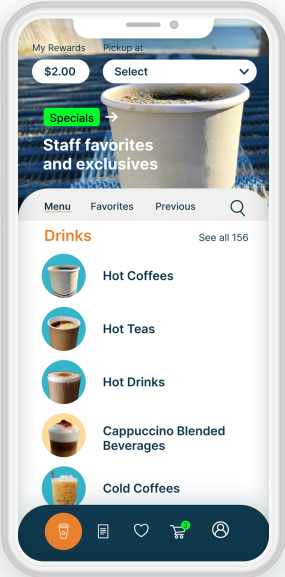 My Rewards
Pickup at
$2.00
Select
Specials
Staff favorites
and exclusives
Menu
Favorites
Previous
Drinks
See all 156
Hot Coffees
Hot Teas
Hot Drinks
Cappuccino Blended
Beverages
Cold Coffees